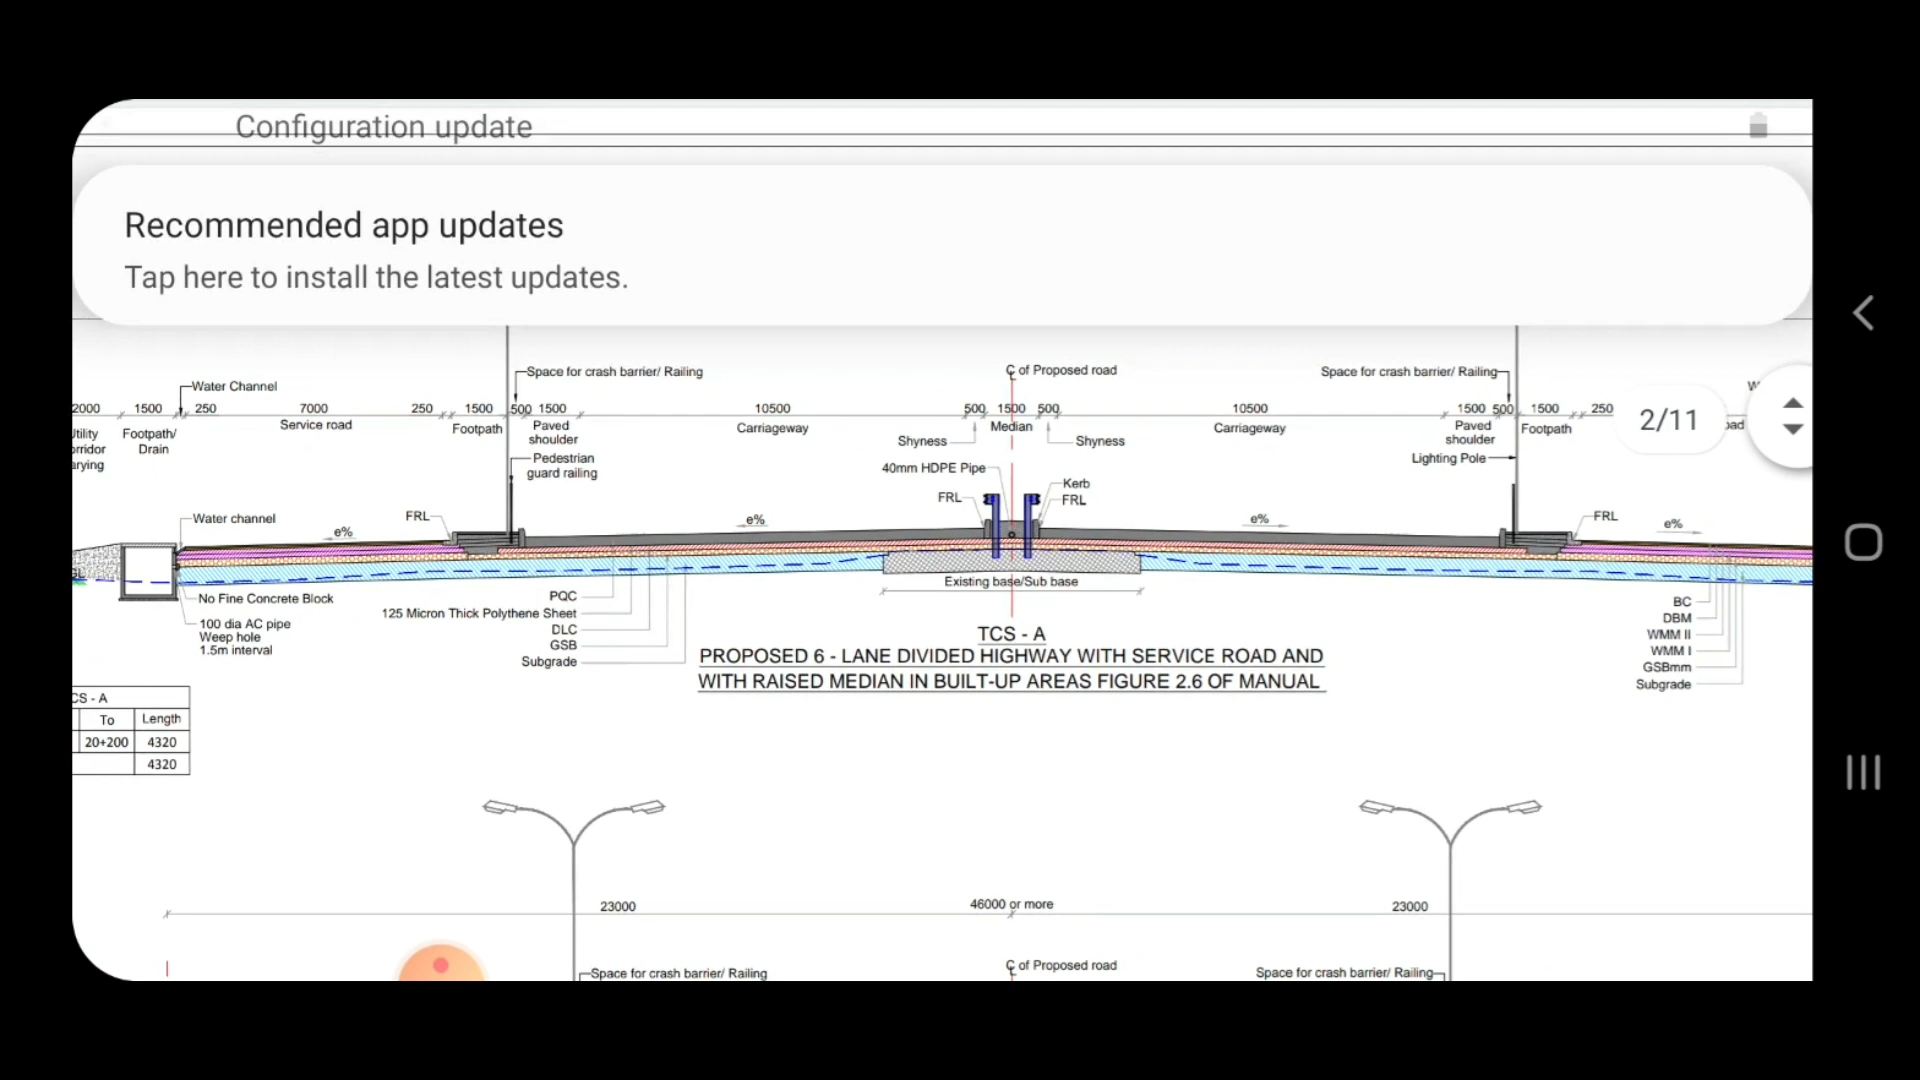 Configuration update
Recommended app updates
Tap here to install the latest updates.
Space for crash barrier/ Railing
℄ of Proposed road
Space for crash barrier/ Railing
Water Channel
2000 1500 250 7000 250 1500 500 1500 10500 500 1500 500 10500 1500 500 1500 250
2/11
Service road
Footpath/
Drain
Footpath
Paved
shoulder
Carriageway
Median
Carriageway
Paved
shoulder
Footpath
Shyness
Shyness
arying
Pedestrian
guard railing
Lighting Pole
40mm HDPE Pipe
Kerb
FRL
FRL
Water channel
FRL
FRL
e%
e%
e%
e%
Existing base/Sub base
No Fine Concrete Block
100 dia AC pipe
Weep hole
1.5m interval
PQC
125 Micron Thick Polythene Sheet
DLC
GSB
Subgrade
BC
DBM
WMM II
WMM I
GSBmm
Subgrade
TCS - A
PROPOSED 6 - LANE DIVIDED HIGHWAY WITH SERVICE ROAD AND
WITH RAISED MEDIAN IN BUILT-UP AREAS FIGURE 2.6 OF MANUAL
CS - A
To Length
20+200 4320
4320
23000 46000 or more 23000
Space for crash barrier/ Railing
℄ of Proposed road
Space for crash barrier/ Railing